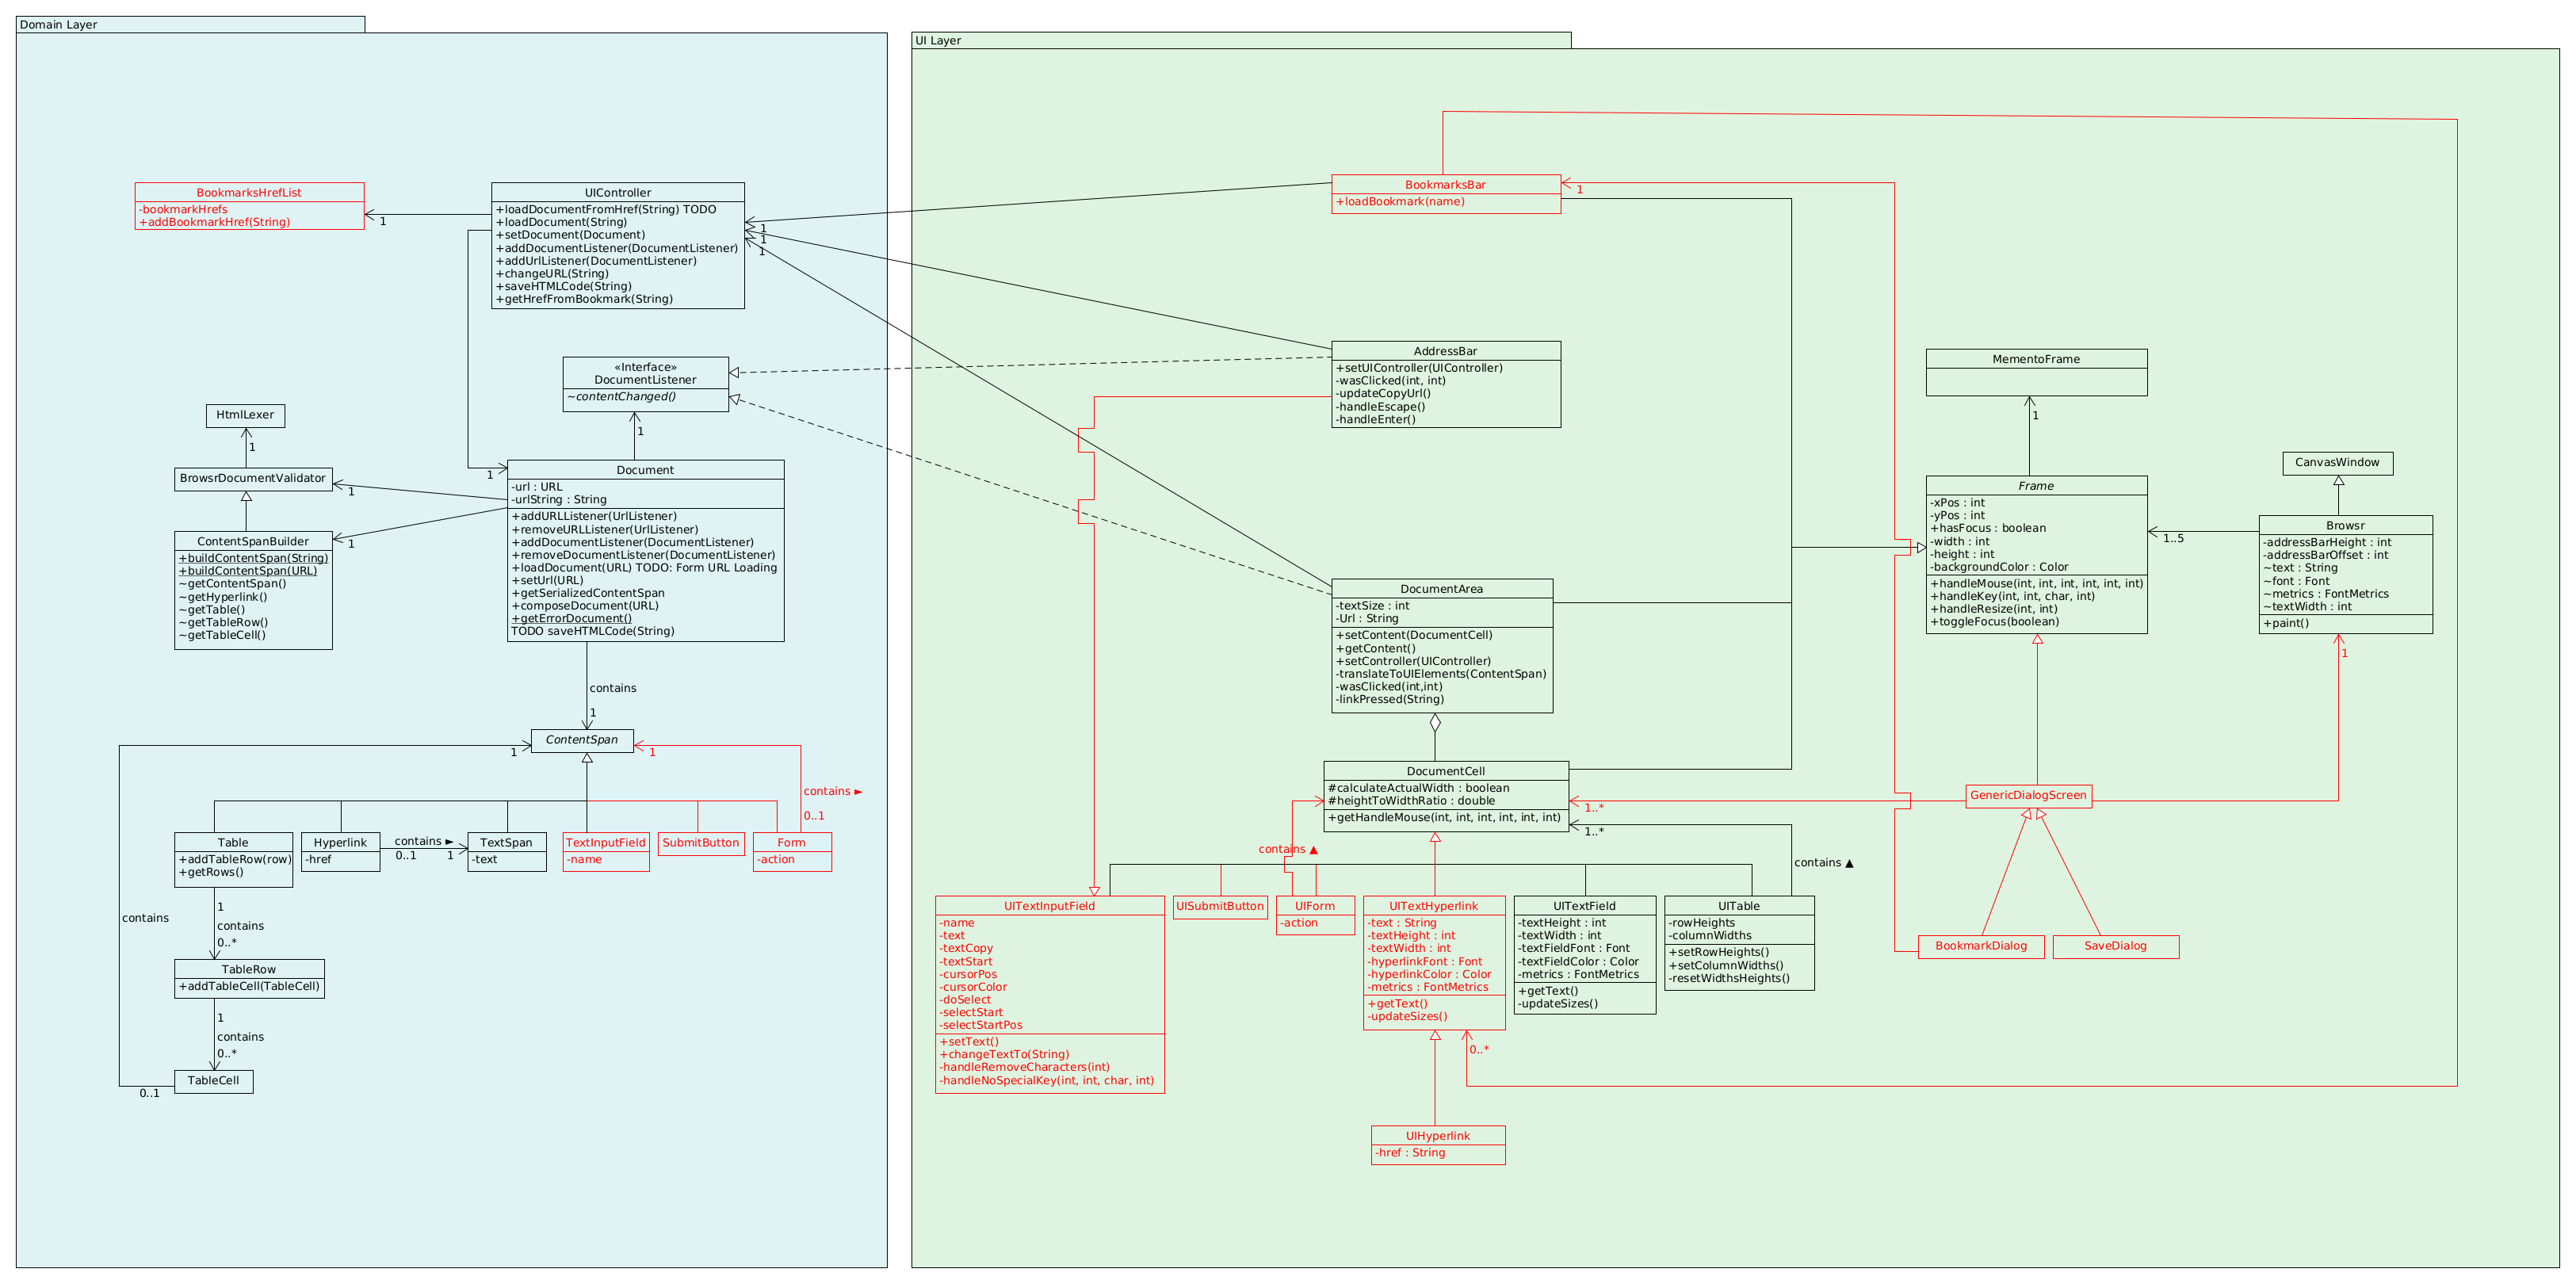 Domain Layer
BookmarksHrefList
-bookmarkHrefs
+addBookmarkHref(String)
1
UIController
+loadDocumentFromHref(String) TODO
+loadDocument(String)
+setDocument(Document)
+addDocumentListener(DocumentListener)
+addUrlListener(DocumentListener)
+changeURL(String)
+saveHTMLCode(String)
+getHrefFromBookmark(String)
1
1
1
«Interface»
DocumentListener
~contentChanged()
1
HtmlLexer
1
BrowsrDocumentValidator
1
ContentSpanBuilder
+buildContentSpan(String)
+buildContentSpan(URL)
~getContentSpan()
~getHyperlink()
~getTable()
~getTableRow()
~getTableCell()
1
1
Document
-url : URL
-urlString : String
+addURLListener(UrlListener)
+removeURLListener(UrlListener)
+addDocumentListener(DocumentListener)
+removeDocumentListener(DocumentListener)
+loadDocument(URL) TODO: Form URL Loading
+setUrl(URL)
+getSerializedContentSpan
+composeDocument(URL)
+getErrorDocument()
TODO saveHTMLCode(String)
contains
1
ContentSpan
1
1
contains ►
0..1
Table
+addTableRow(row)
+getRows()
Hyperlink
-href
contains ►
0..1
1
TextSpan
-text
TextInputField
-name
SubmitButton
Form
-action
contains
1
contains
0..*
TableRow
+addTableCell(TableCell)
1
contains
0..*
TableCell
0..1
UI Layer
BookmarksBar
+loadBookmark(name)
1
AddressBar
+setUIController(UIController)
-wasClicked(int, int)
-updateCopyUrl()
-handleEscape()
-handleEnter()
MementoFrame
1
Frame
-xPos : int
-yPos : int
+hasFocus : boolean
-width : int
-height : int
-backgroundColor : Color
+handleMouse(int, int, int, int, int, int)
+handleKey(int, int, char, int)
+handleResize(int, int)
+toggleFocus(boolean)
CanvasWindow
1..5
Browsr
-addressBarHeight : int
-addressBarOffset : int
~text : String
~font : Font
~metrics : FontMetrics
~textWidth : int
+paint()
1
DocumentArea
-textSize : int
-Url : String
+setContent(DocumentCell)
+getContent()
+setController(UIController)
-translateToUIElements(ContentSpan)
-wasClicked(int,int)
-linkPressed(String)
DocumentCell
#calculateActualWidth : boolean
#heightToWidthRatio : double
+getHandleMouse(int, int, int, int, int, int)
1..*
1..*
GenericDialogScreen
contains ▲
contains ▲
UITextInputField
-name
-text
-textCopy
-textStart
-cursorPos
-cursorColor
-doSelect
-selectStart
-selectStartPos
+setText()
+changeTextTo(String)
-handleRemoveCharacters(int)
-handleNoSpecialKey(int, int, char, int)
UISubmitButton
UIForm
-action
UITextHyperlink
-text : String
-textHeight : int
-textWidth : int
-hyperlinkFont : Font
-hyperlinkColor : Color
-metrics : FontMetrics
+getText()
-updateSizes()
0..*
UITextField
-textHeight : int
-textWidth : int
-textFieldFont : Font
-textFieldColor : Color
-metrics : FontMetrics
+getText()
-updateSizes()
UITable
-rowHeights
-columnWidths
+setRowHeights()
+setColumnWidths()
-resetWidthsHeights()
BookmarkDialog
SaveDialog
UIHyperlink
-href : String